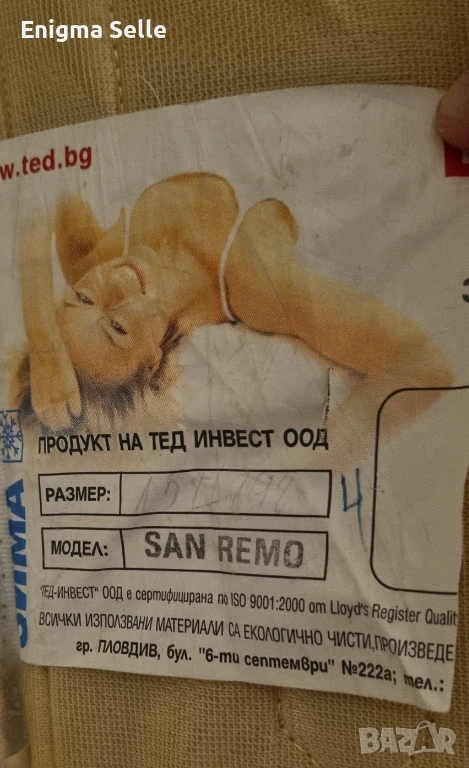 Enigma Selle
w.ted.bg
ПРОДУКТ НА ТЕД ИНВЕСТ ООД
РАЗМЕР:
4
МОДЕЛ: SAN REMO
ЗИМА
"ТЕД-ИНВЕСТ" ООД е сертифицирана по ISO 9001:2000 от Lloyd's Register Qualit
ВСИЧКИ ИЗПОЛЗВАНИ МАТЕРИАЛИ СА ЕКОЛОГИЧНО ЧИСТИ, ПРОИЗВЕДЕ
гр. ПЛОВДИВ, бул. "6-ти септември" №222а; тел.:
BAZAR